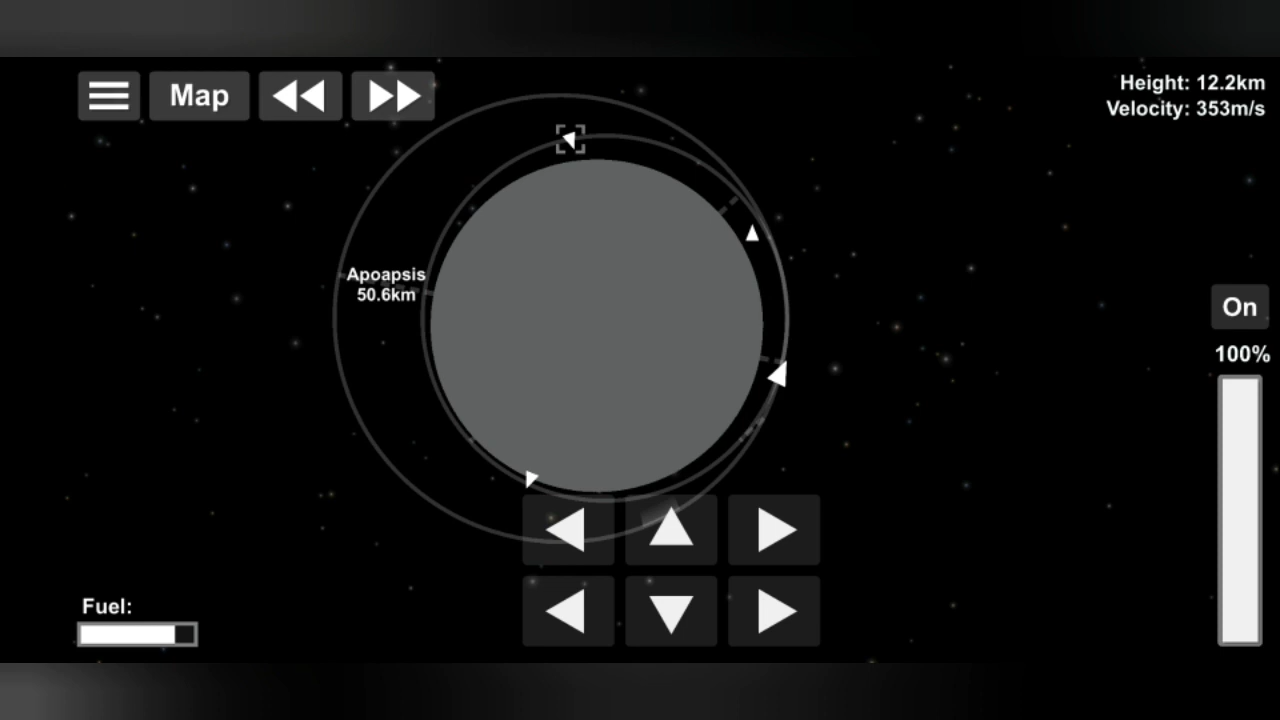 Map
Height: 12.2km
Velocity: 353m/s
Apoapsis
50.6km
On
100%
Fuel: